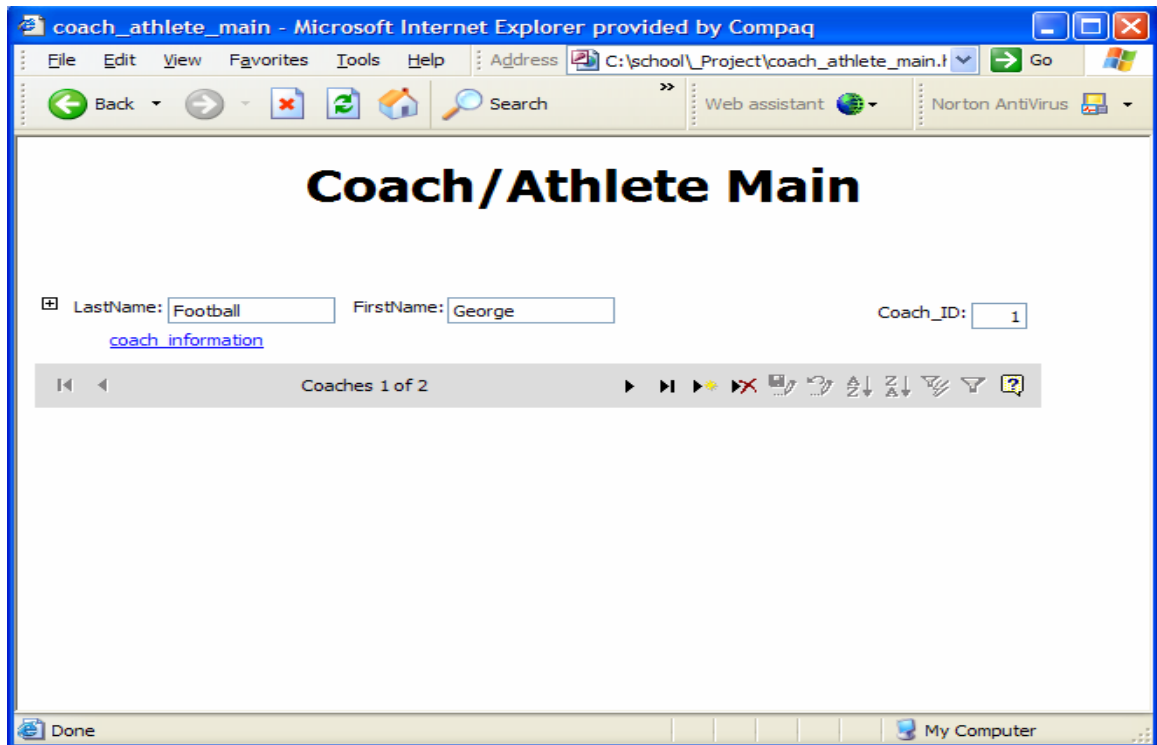 coach_athlete_main - Microsoft Internet Explorer provided by Compaq
File Edit View Favorites Tools Help Address C:\school\_Project\coach_athlete_main.h Go
Back Search » Web assistant Norton AntiVirus
Coach/Athlete Main
LastName: Football FirstName: George Coach_ID: 1
coach_information
Coaches 1 of 2
Done My Computer